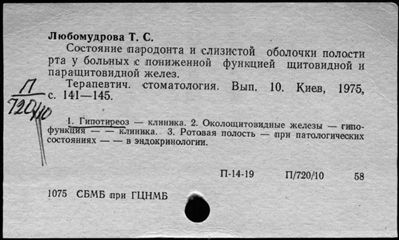 Любомудрова Т. С.
Состояние пародонта и слизистой оболочки полости
рта у больных с пониженной функцией щитовидной и
паращитовидной желез.
Терапевтич. стоматология. Вып. 10. Киев, 1975,
с. 141—145.
П/
720/10
1. Гипотиреоз — клиника. 2. Околощитовидные железы — гипо-
функция — — клиника. 3. Ротовая полость — при патологических
состояниях — — в эндокринологии.
П-14-19 П/720/10 58
1075 СБМБ при ГЦНМБ